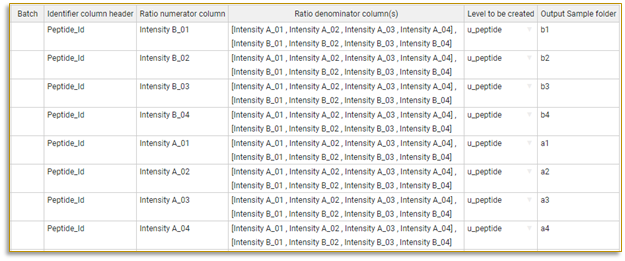 Batch Identifier column header Ratio numerator column Ratio denominator column(s) Level to be created Output Sample folder
Peptide_Id Intensity B_01 [Intensity A_01 , Intensity A_02 , Intensity A_03 , Intensity A_04] , u_peptide b1
[Intensity B_01 , Intensity B_02 , Intensity B_03 , Intensity B_04]
Peptide_Id Intensity B_02 [Intensity A_01 , Intensity A_02 , Intensity A_03 , Intensity A_04] , u_peptide b2
[Intensity B_01 , Intensity B_02 , Intensity B_03 , Intensity B_04]
Peptide_Id Intensity B_03 [Intensity A_01 , Intensity A_02 , Intensity A_03 , Intensity A_04] , u_peptide b3
[Intensity B_01 , Intensity B_02 , Intensity B_03 , Intensity B_04]
Peptide_Id Intensity B_04 [Intensity A_01 , Intensity A_02 , Intensity A_03 , Intensity A_04] , u_peptide b4
[Intensity B_01 , Intensity B_02 , Intensity B_03 , Intensity B_04]
Peptide_Id Intensity A_01 [Intensity A_01 , Intensity A_02 , Intensity A_03 , Intensity A_04] , u_peptide a1
[Intensity B_01 , Intensity B_02 , Intensity B_03 , Intensity B_04]
Peptide_Id Intensity A_02 [Intensity A_01 , Intensity A_02 , Intensity A_03 , Intensity A_04] , u_peptide a2
[Intensity B_01 , Intensity B_02 , Intensity B_03 , Intensity B_04]
Peptide_Id Intensity A_03 [Intensity A_01 , Intensity A_02 , Intensity A_03 , Intensity A_04] , u_peptide a3
[Intensity B_01 , Intensity B_02 , Intensity B_03 , Intensity B_04]
Peptide_Id Intensity A_04 [Intensity A_01 , Intensity A_02 , Intensity A_03 , Intensity A_04] , u_peptide a4
[Intensity B_01 , Intensity B_02 , Intensity B_03 , Intensity B_04]